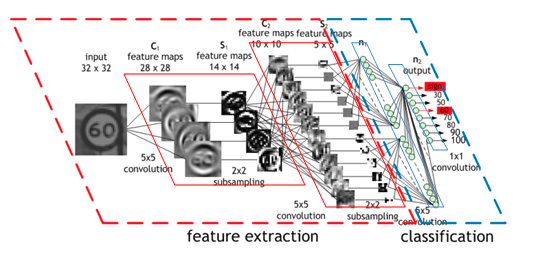 input
32 x 32
C1
feature maps
28 x 28
S1
feature maps
14 x 14
C2
feature maps
10 x 10
S2
feature maps
5 x 5
n1
n2
output
sign
30
50
60
70
80
90
100
60
5x5
convolution
2x2
subsampling
5x5
convolution
2x2
subsampling
5x5
convolution
1x1
convolution
feature extraction
classification